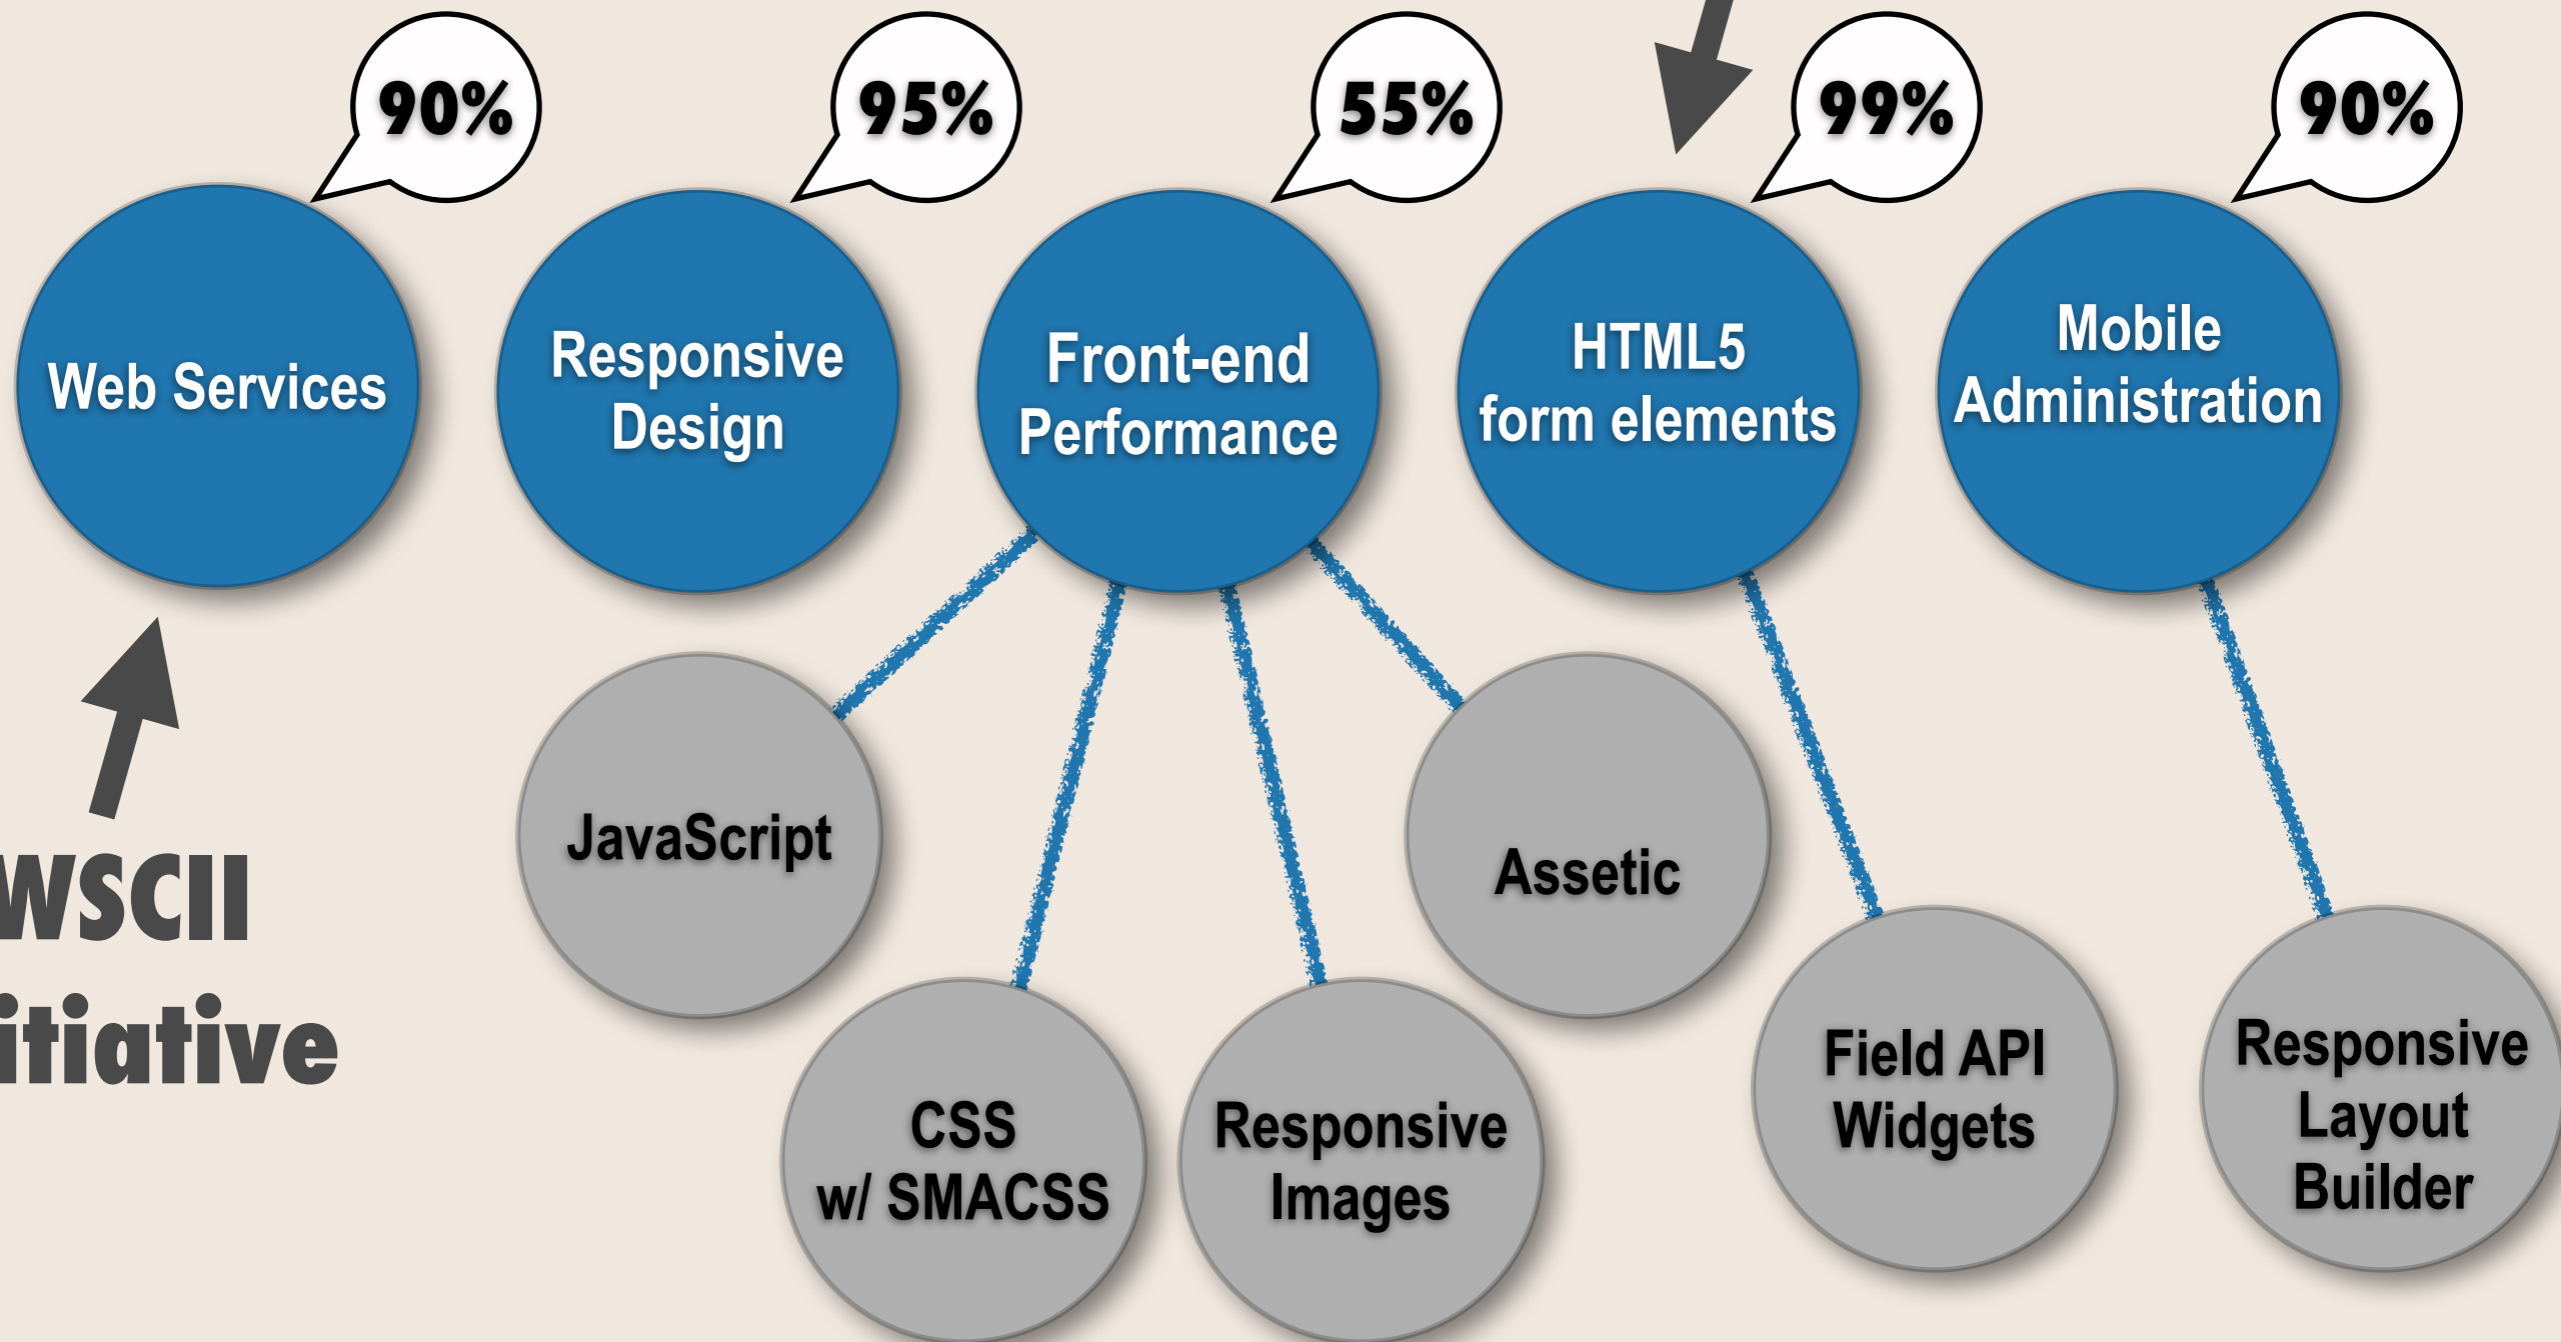 90%
95%
55%
99%
90%
Web Services
Responsive
Design
Front-end
Performance
HTML5
form elements
Mobile
Administration
JavaScript
Assetic
WSCII
itiative
CSS
w/ SMACSS
Responsive
Images
Field API
Widgets
Responsive
Layout
Builder